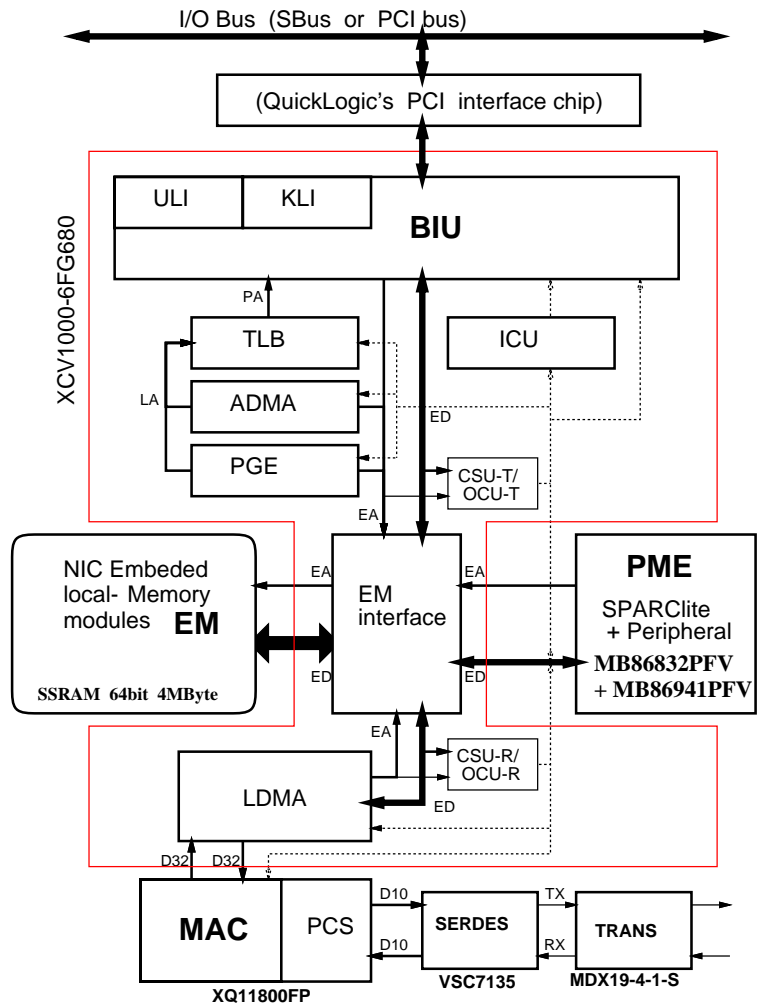 I/O Bus (SBus or PCI bus)
(QuickLogic's PCI interface chip)
XCV1000-6FG680
ULI
KLI
BIU
PA
TLB
ICU
LA
ADMA
ED
PGE
CSU-T/
OCU-T
EA
NIC Embeded
local- Memory
modules
EM
SSRAM 64bit 4MByte
EA
ED
EM
interface
EA
ED
PME
SPARClite
+ Peripheral
MB86832PFV
+ MB86941PFV
EA
CSU-R/
OCU-R
LDMA
ED
D32
D32
MAC
PCS
D10
D10
SERDES
TX
RX
TRANS
XQ11800FP
VSC7135
MDX19-4-1-S